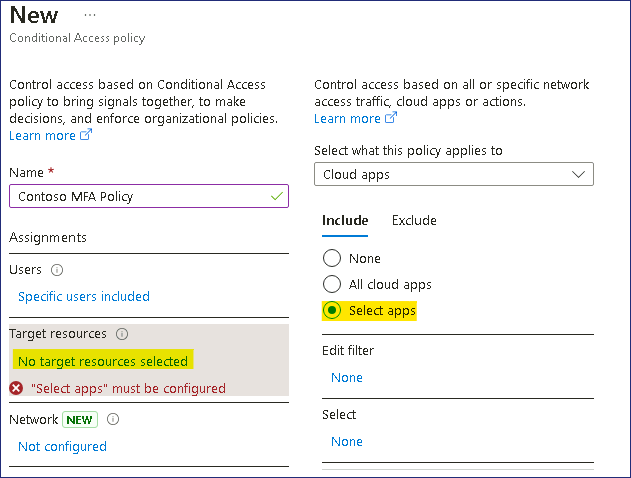 New ...
Conditional Access policy
Control access based on Conditional Access
policy to bring signals together, to make
decisions, and enforce organizational policies.
Learn more
Name *
Contoso MFA Policy
Assignments
Users
Specific users included
Target resources
No target resources selected
"Select apps" must be configured
Network NEW
Not configured
Control access based on all or specific network
access traffic, cloud apps or actions.
Learn more
Select what this policy applies to
Cloud apps
Include Exclude
None
All cloud apps
Select apps
Edit filter
None
Select
None